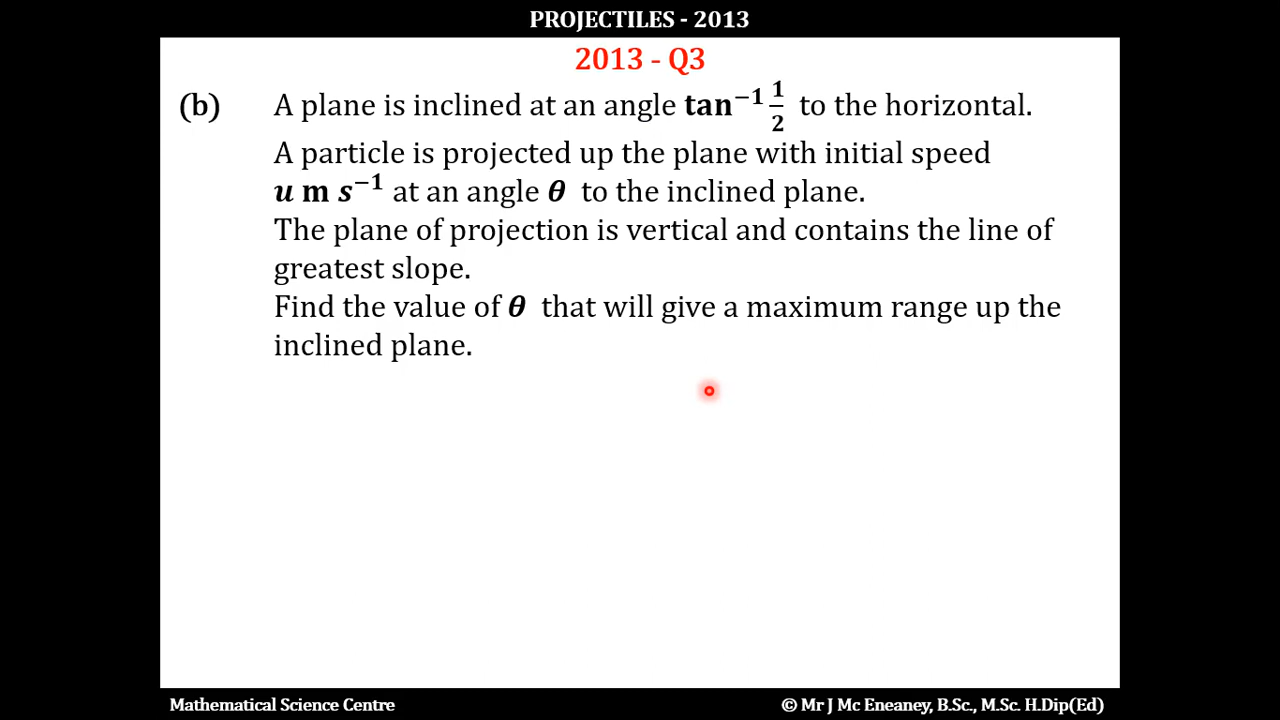 PROJECTILES - 2013
2013 - Q3
(b) A plane is inclined at an angle tan⁻¹ 1/2 to the horizontal.
A particle is projected up the plane with initial speed
u m s⁻¹ at an angle θ to the inclined plane.
The plane of projection is vertical and contains the line of
greatest slope.
Find the value of θ that will give a maximum range up the
inclined plane.
Mathematical Science Centre
© Mr J Mc Eneaney, B.Sc., M.Sc. H.Dip(Ed)